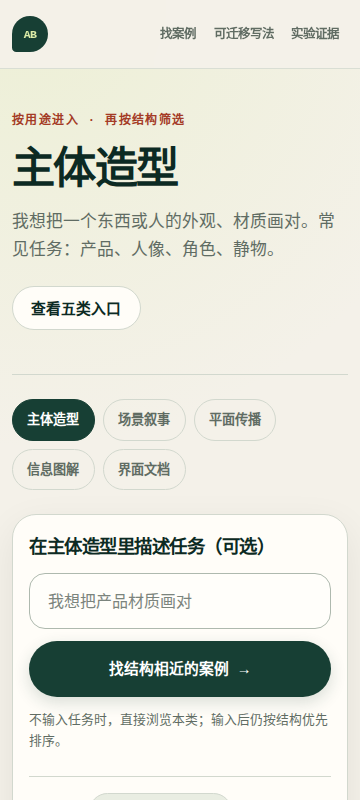 AB
找案例 可迁移写法 实验证据
按用途进入 · 再按结构筛选
主体造型
我想把一个东西或人的外观、材质画对。常
见任务：产品、人像、角色、静物。
查看五类入口
主体造型 场景叙事 平面传播
信息图解 界面文档
在主体造型里描述任务（可选）
我想把产品材质画对
找结构相近的案例 →
不输入任务时，直接浏览本类；输入后仍按结构优先
排序。